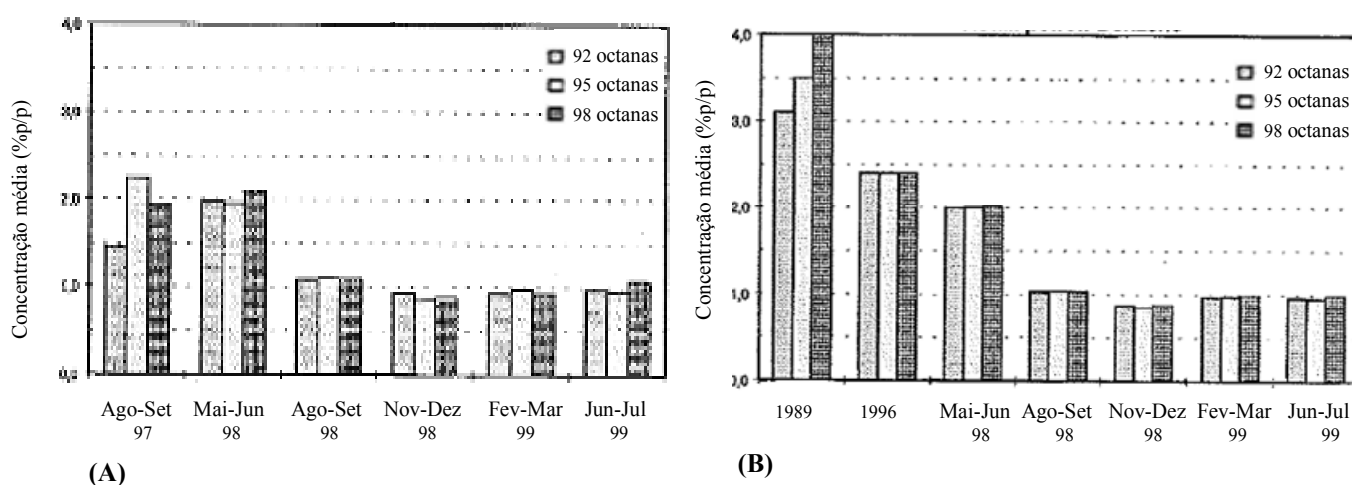 Concentração média (%p/p)
4,0
3,0
2,0
1,0
0,0
92 octanas
95 octanas
98 octanas
Ago-Set Mai-Jun Ago-Set Nov-Dez Fev-Mar Jun-Jul
97 98 98 98 99 99
(A)
Concentração média (%p/p)
4,0
3,0
2,0
1,0
0,0
92 octanas
95 octanas
98 octanas
1989 1996 Mai-Jun Ago-Set Nov-Dez Fev-Mar Jun-Jul
98 98 98 99 99
(B)